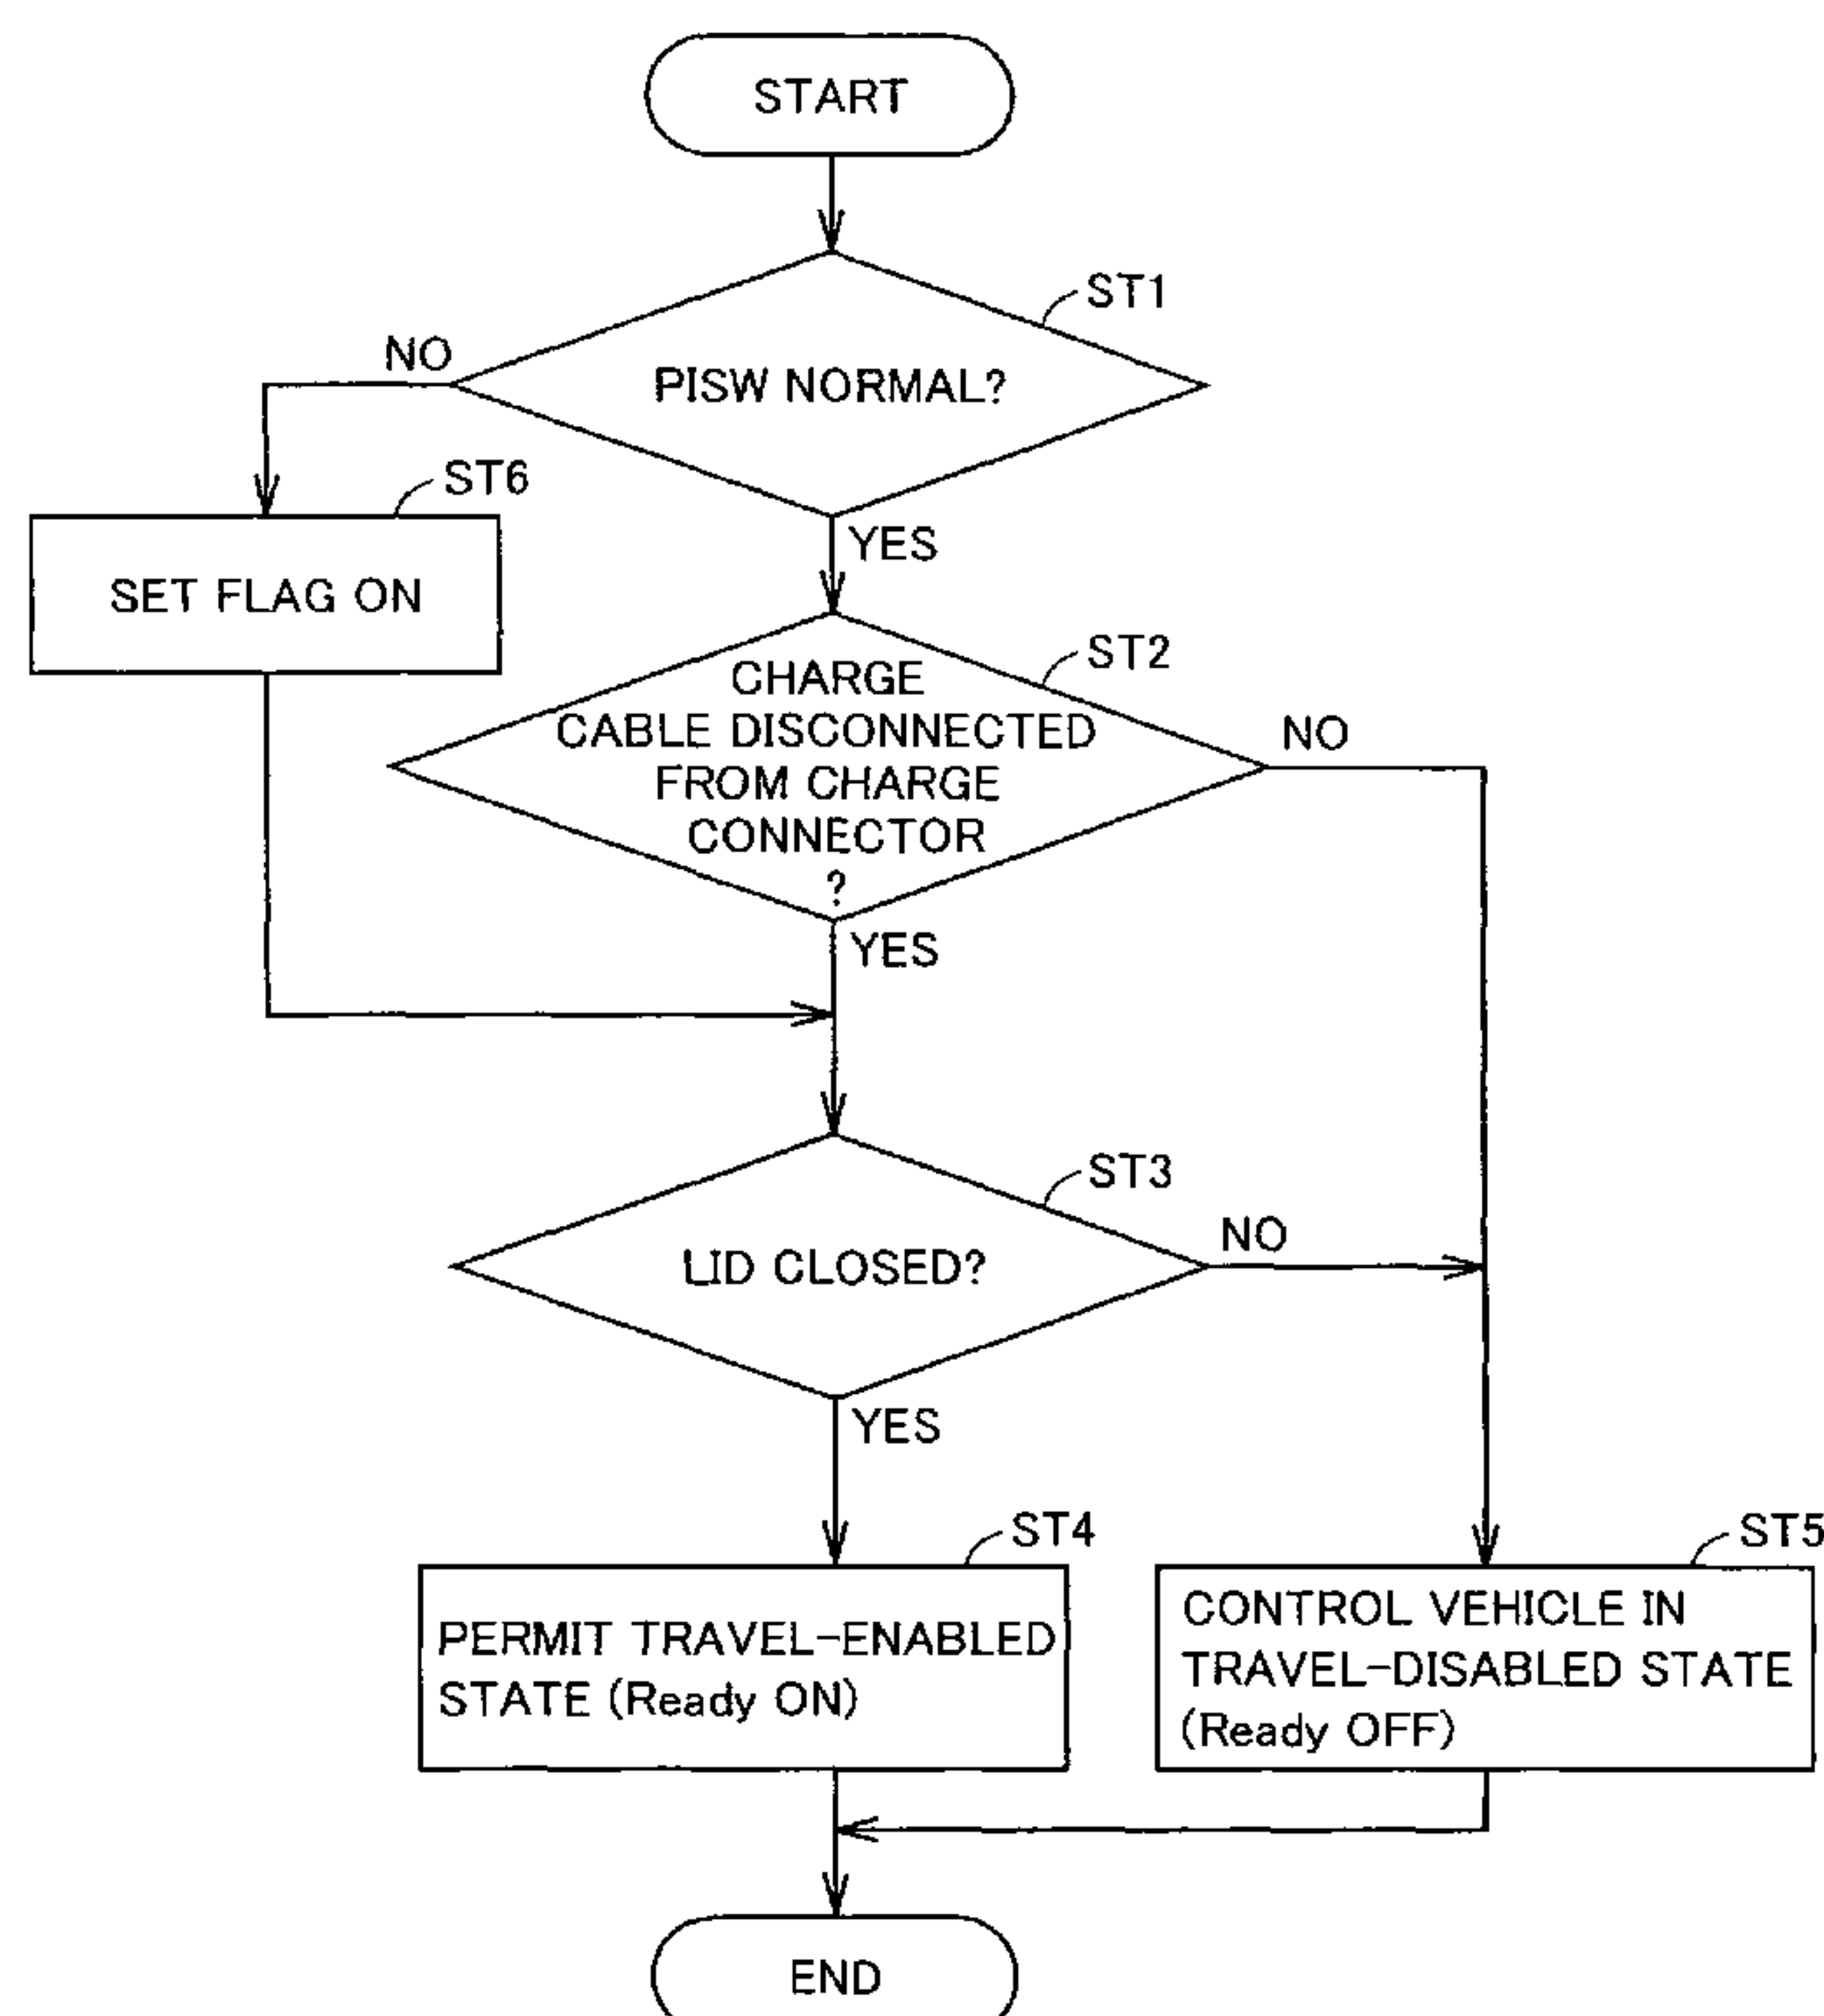 START
ST1
NO
PISW NORMAL?
ST6
YES
SET FLAG ON
ST2
CHARGE
CABLE DISCONNECTED
FROM CHARGE
CONNECTOR
?
NO
YES
ST3
NO
LID CLOSED?
YES
ST4
PERMIT TRAVEL-ENABLED
STATE (Ready ON)
ST5
CONTROL VEHICLE IN
TRAVEL-DISABLED STATE
(Ready OFF)
END